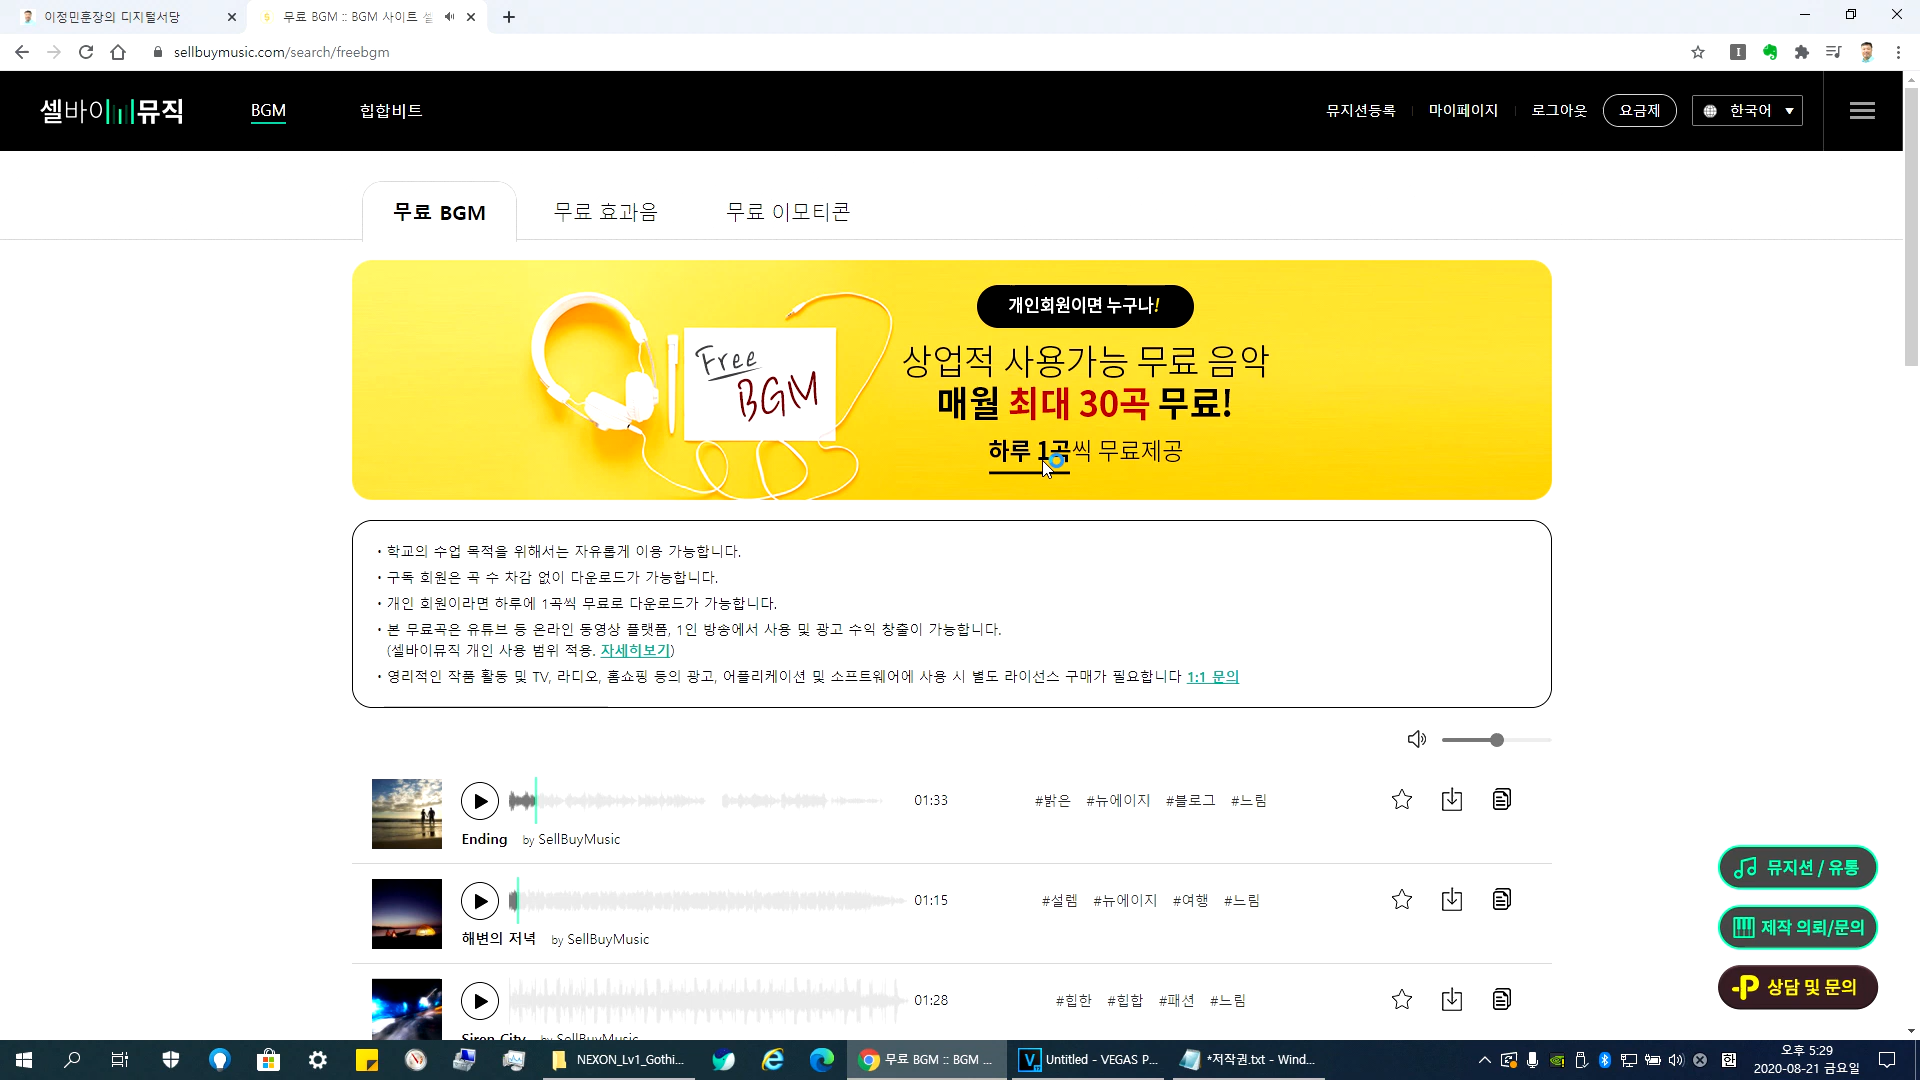 이정민훈장의 디지털서당
무료 BGM :: BGM 사이트 셀
sellbuymusic.com/search/freebgm
셀바이뮤직
BGM
힙합비트
뮤지션등록
마이페이지
로그아웃
요금제
한국어
무료 BGM
무료 효과음
무료 이모티콘
Free
BGM
개인회원이면 누구나!
상업적 사용가능 무료 음악
매월 최대 30곡 무료!
하루 1곡씩 무료제공
• 학교의 수업 목적을 위해서는 자유롭게 이용 가능합니다.
• 구독 회원은 곡 수 차감 없이 다운로드가 가능합니다.
• 개인 회원이라면 하루에 1곡씩 무료로 다운로드가 가능합니다.
• 본 무료곡은 유튜브 등 온라인 동영상 플랫폼, 1인 방송에서 사용 및 광고 수익 창출이 가능합니다.
(셀바이뮤직 개인 사용 범위 적용. 자세히보기)
• 영리적인 작품 활동 및 TV, 라디오, 홈쇼핑 등의 광고, 어플리케이션 및 소프트웨어에 사용 시 별도 라이선스 구매가 필요합니다 1:1 문의
01:33
#밝은 #뉴에이지 #블로그 #느림
Ending by SellBuyMusic
01:15
#설렘 #뉴에이지 #여행 #느림
해변의 저녁 by SellBuyMusic
01:28
#힙한 #힙합 #패션 #느림
Siren City by SellBuyMusic
뮤지션 / 유통
제작 의뢰/문의
상담 및 문의
NEXON_Lv1_Gothi...
무료 BGM :: BGM ...
Untitled - VEGAS P...
*저작권.txt - Wind...
한
오후 5:29
2020-08-21 금요일